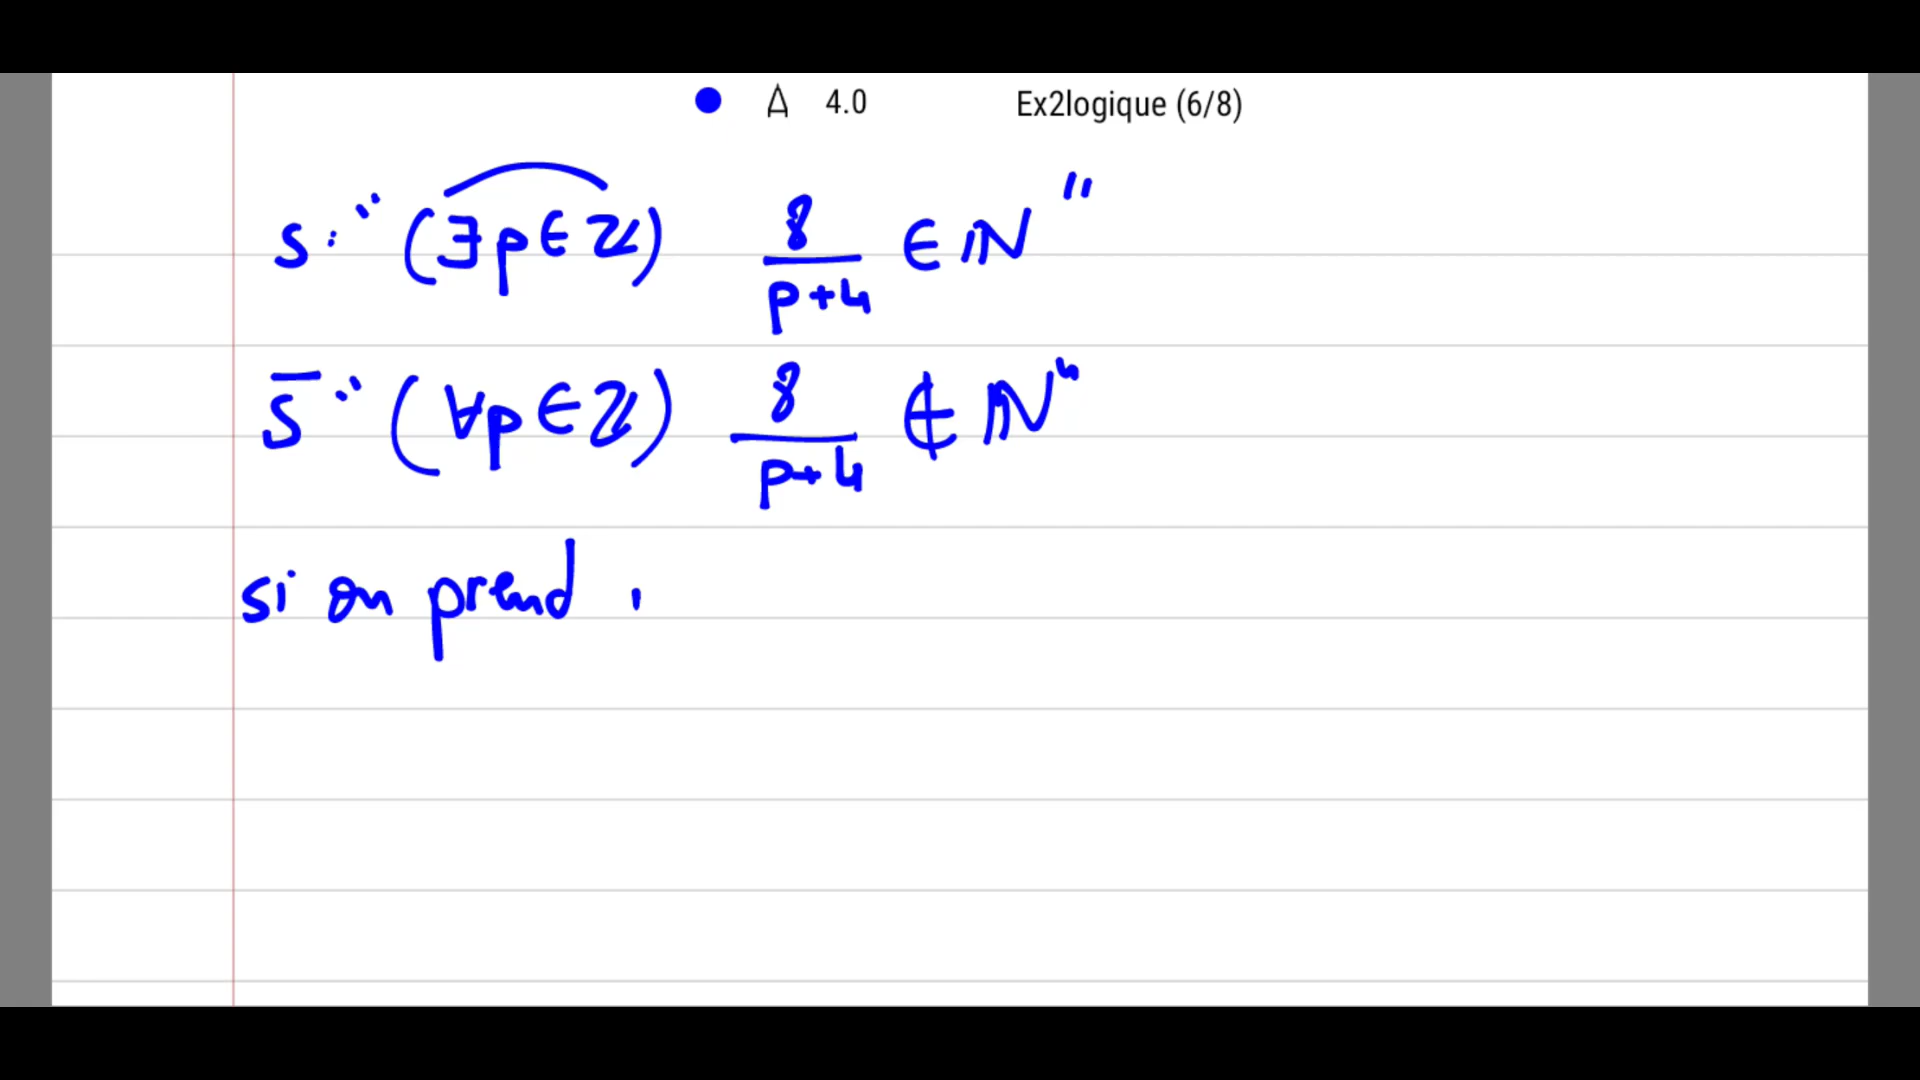 Δ 4.0 Ex2logique (6/8)
S : " (∃p∈ℤ) 8/(p+4) ∈ ℕ "
S̄ " (∀p∈ℤ) 8/(p+4) ∉ ℕ "
si on prend